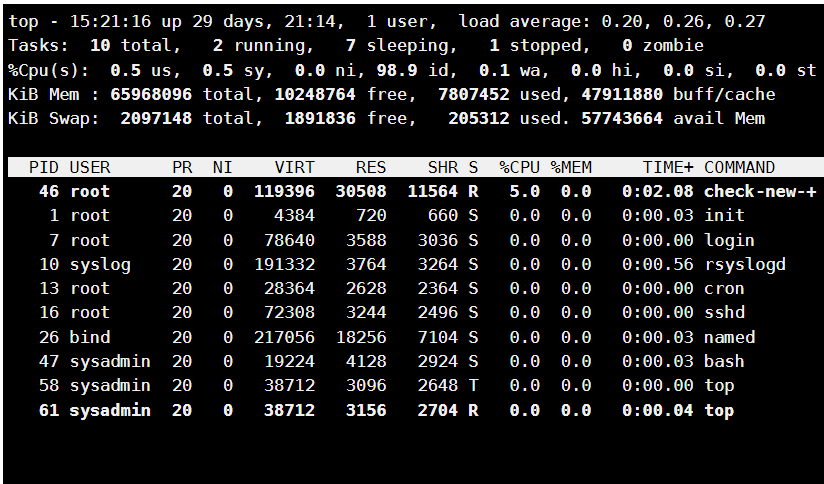 top - 15:21:16 up 29 days, 21:14,  1 user,  load average: 0.20, 0.26, 0.27
Tasks:  10 total,   2 running,   7 sleeping,   1 stopped,   0 zombie
%Cpu(s):  0.5 us,  0.5 sy,  0.0 ni, 98.9 id,  0.1 wa,  0.0 hi,  0.0 si,  0.0 st
KiB Mem : 65968096 total, 10248764 free,  7807452 used, 47911880 buff/cache
KiB Swap:  2097148 total,  1891836 free,   205312 used. 57743664 avail Mem
  PID USER      PR  NI    VIRT    RES    SHR S  %CPU %MEM     TIME+ COMMAND
   46 root      20   0  119396  30508  11564 R   5.0  0.0   0:02.08 check-new-+
    1 root      20   0    4384    720    660 S   0.0  0.0   0:00.03 init
    7 root      20   0   78640   3588   3036 S   0.0  0.0   0:00.00 login
   10 syslog    20   0  191332   3764   3264 S   0.0  0.0   0:00.56 rsyslogd
   13 root      20   0   28364   2628   2364 S   0.0  0.0   0:00.00 cron
   16 root      20   0   72308   3244   2496 S   0.0  0.0   0:00.00 sshd
   26 bind      20   0  217056  18256   7104 S   0.0  0.0   0:00.03 named
   47 sysadmin  20   0   19224   4128   2924 S   0.0  0.0   0:00.03 bash
   58 sysadmin  20   0   38712   3096   2648 T   0.0  0.0   0:00.00 top
   61 sysadmin  20   0   38712   3156   2704 R   0.0  0.0   0:00.04 top